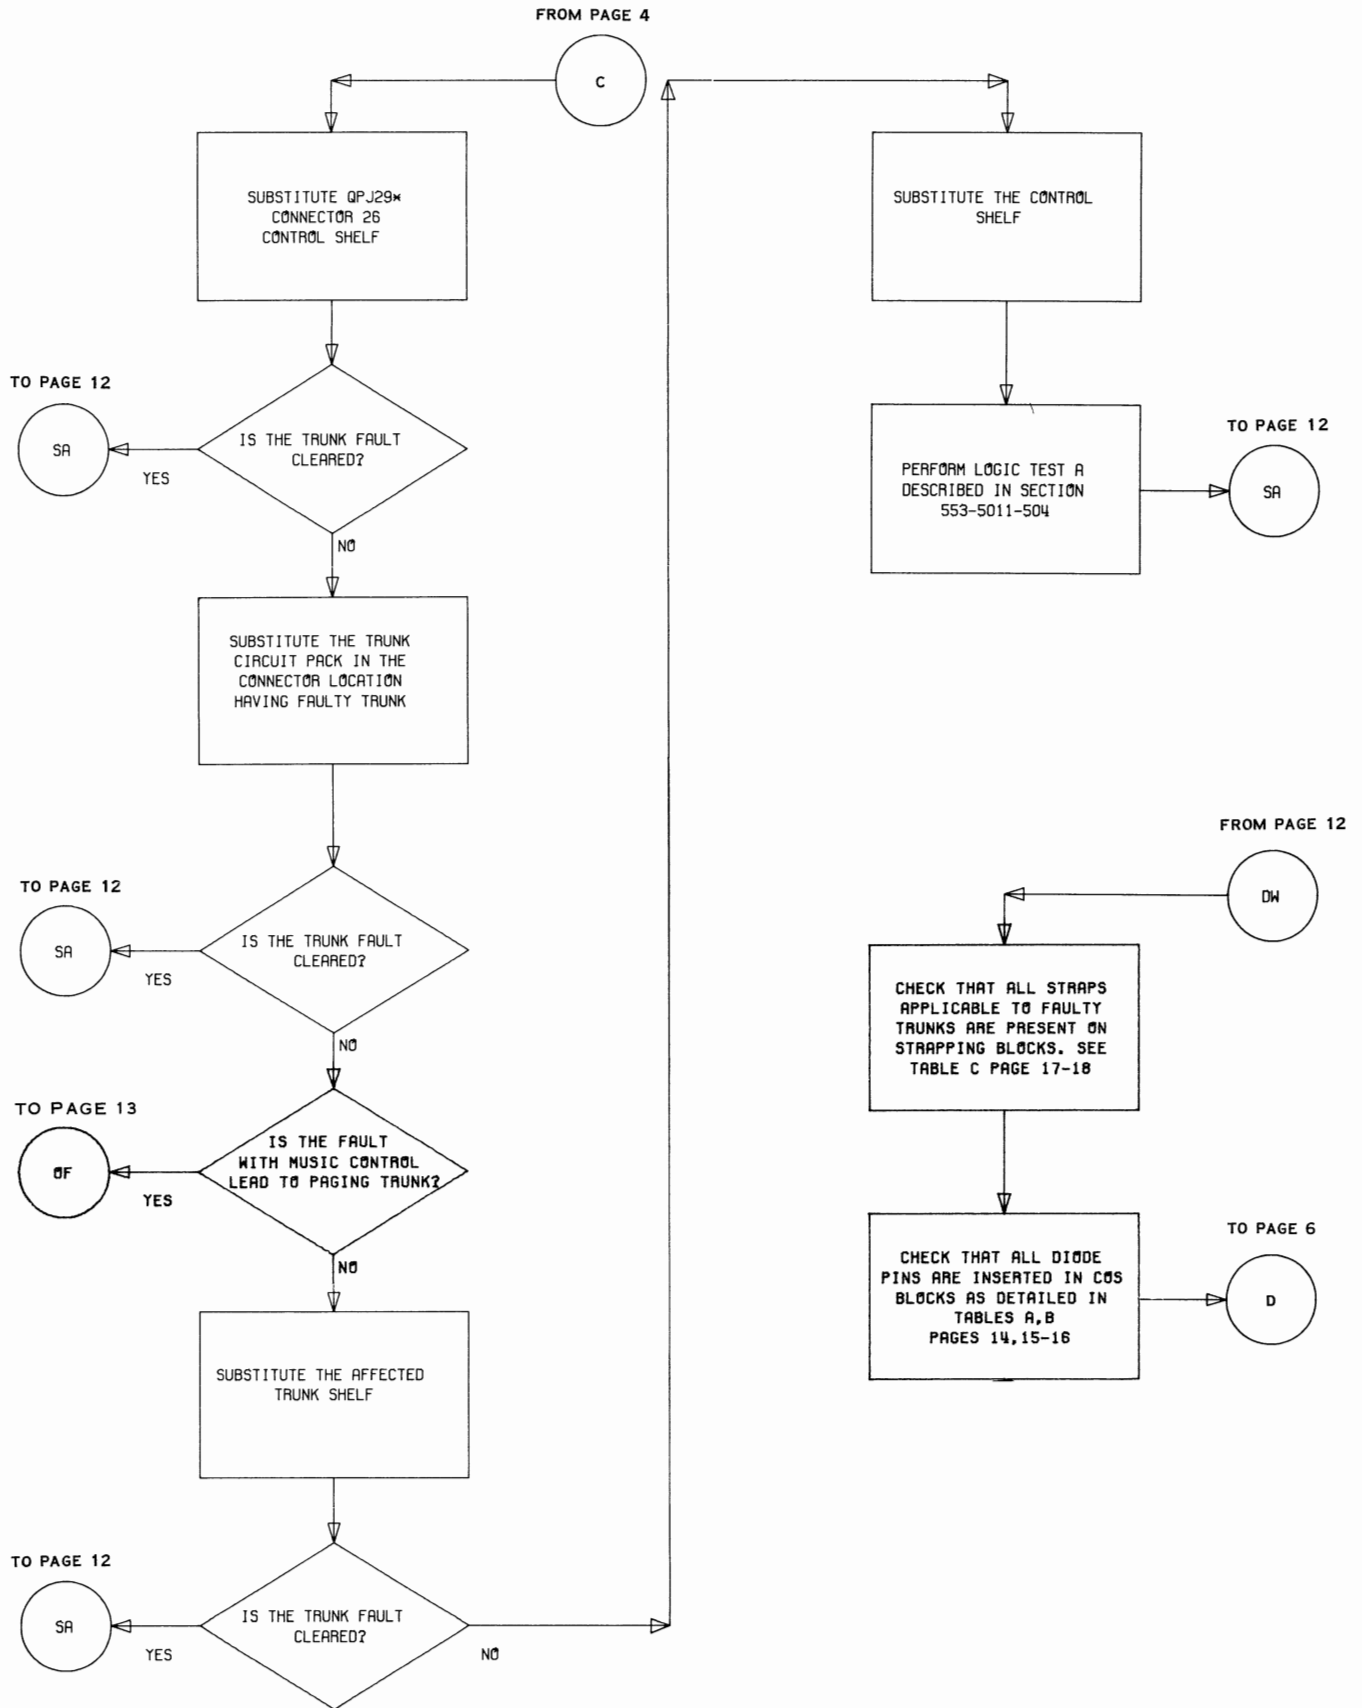 FROM PAGE 4
C
SUBSTITUTE QPJ29*
CONNECTOR 26
CONTROL SHELF
TO PAGE 12
SA
YES
IS THE TRUNK FAULT
CLEARED?
NO
SUBSTITUTE THE TRUNK
CIRCUIT PACK IN THE
CONNECTOR LOCATION
HAVING FAULTY TRUNK
TO PAGE 12
SA
YES
IS THE TRUNK FAULT
CLEARED?
NO
TO PAGE 13
OF
YES
IS THE FAULT
WITH MUSIC CONTROL
LEAD TO PAGING TRUNK?
NO
SUBSTITUTE THE AFFECTED
TRUNK SHELF
TO PAGE 12
SA
YES
IS THE TRUNK FAULT
CLEARED?
NO
SUBSTITUTE THE CONTROL
SHELF
PERFORM LOGIC TEST A
DESCRIBED IN SECTION
553-5011-504
TO PAGE 12
SA
FROM PAGE 12
DW
CHECK THAT ALL STRAPS
APPLICABLE TO FAULTY
TRUNKS ARE PRESENT ON
STRAPPING BLOCKS. SEE
TABLE C PAGE 17-18
CHECK THAT ALL DIODE
PINS ARE INSERTED IN COS
BLOCKS AS DETAILED IN
TABLES A,B
PAGES 14,15-16
TO PAGE 6
D